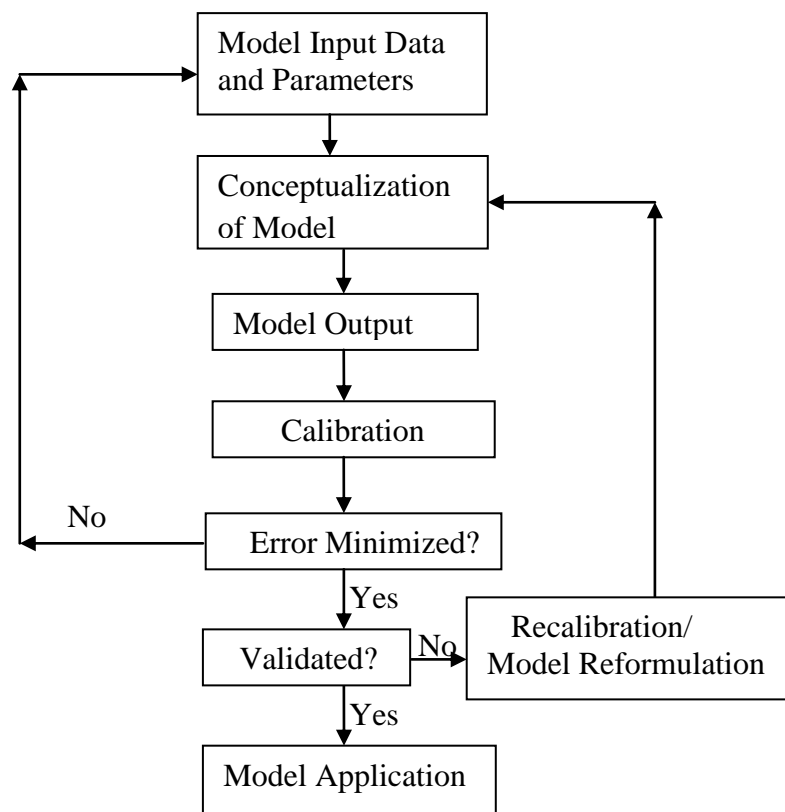 Model Input Data
and Parameters
Conceptualization
of Model
Model Output
Calibration
No
Error Minimized?
Yes
Validated?
No
Recalibration/
Model Reformulation
Yes
Model Application